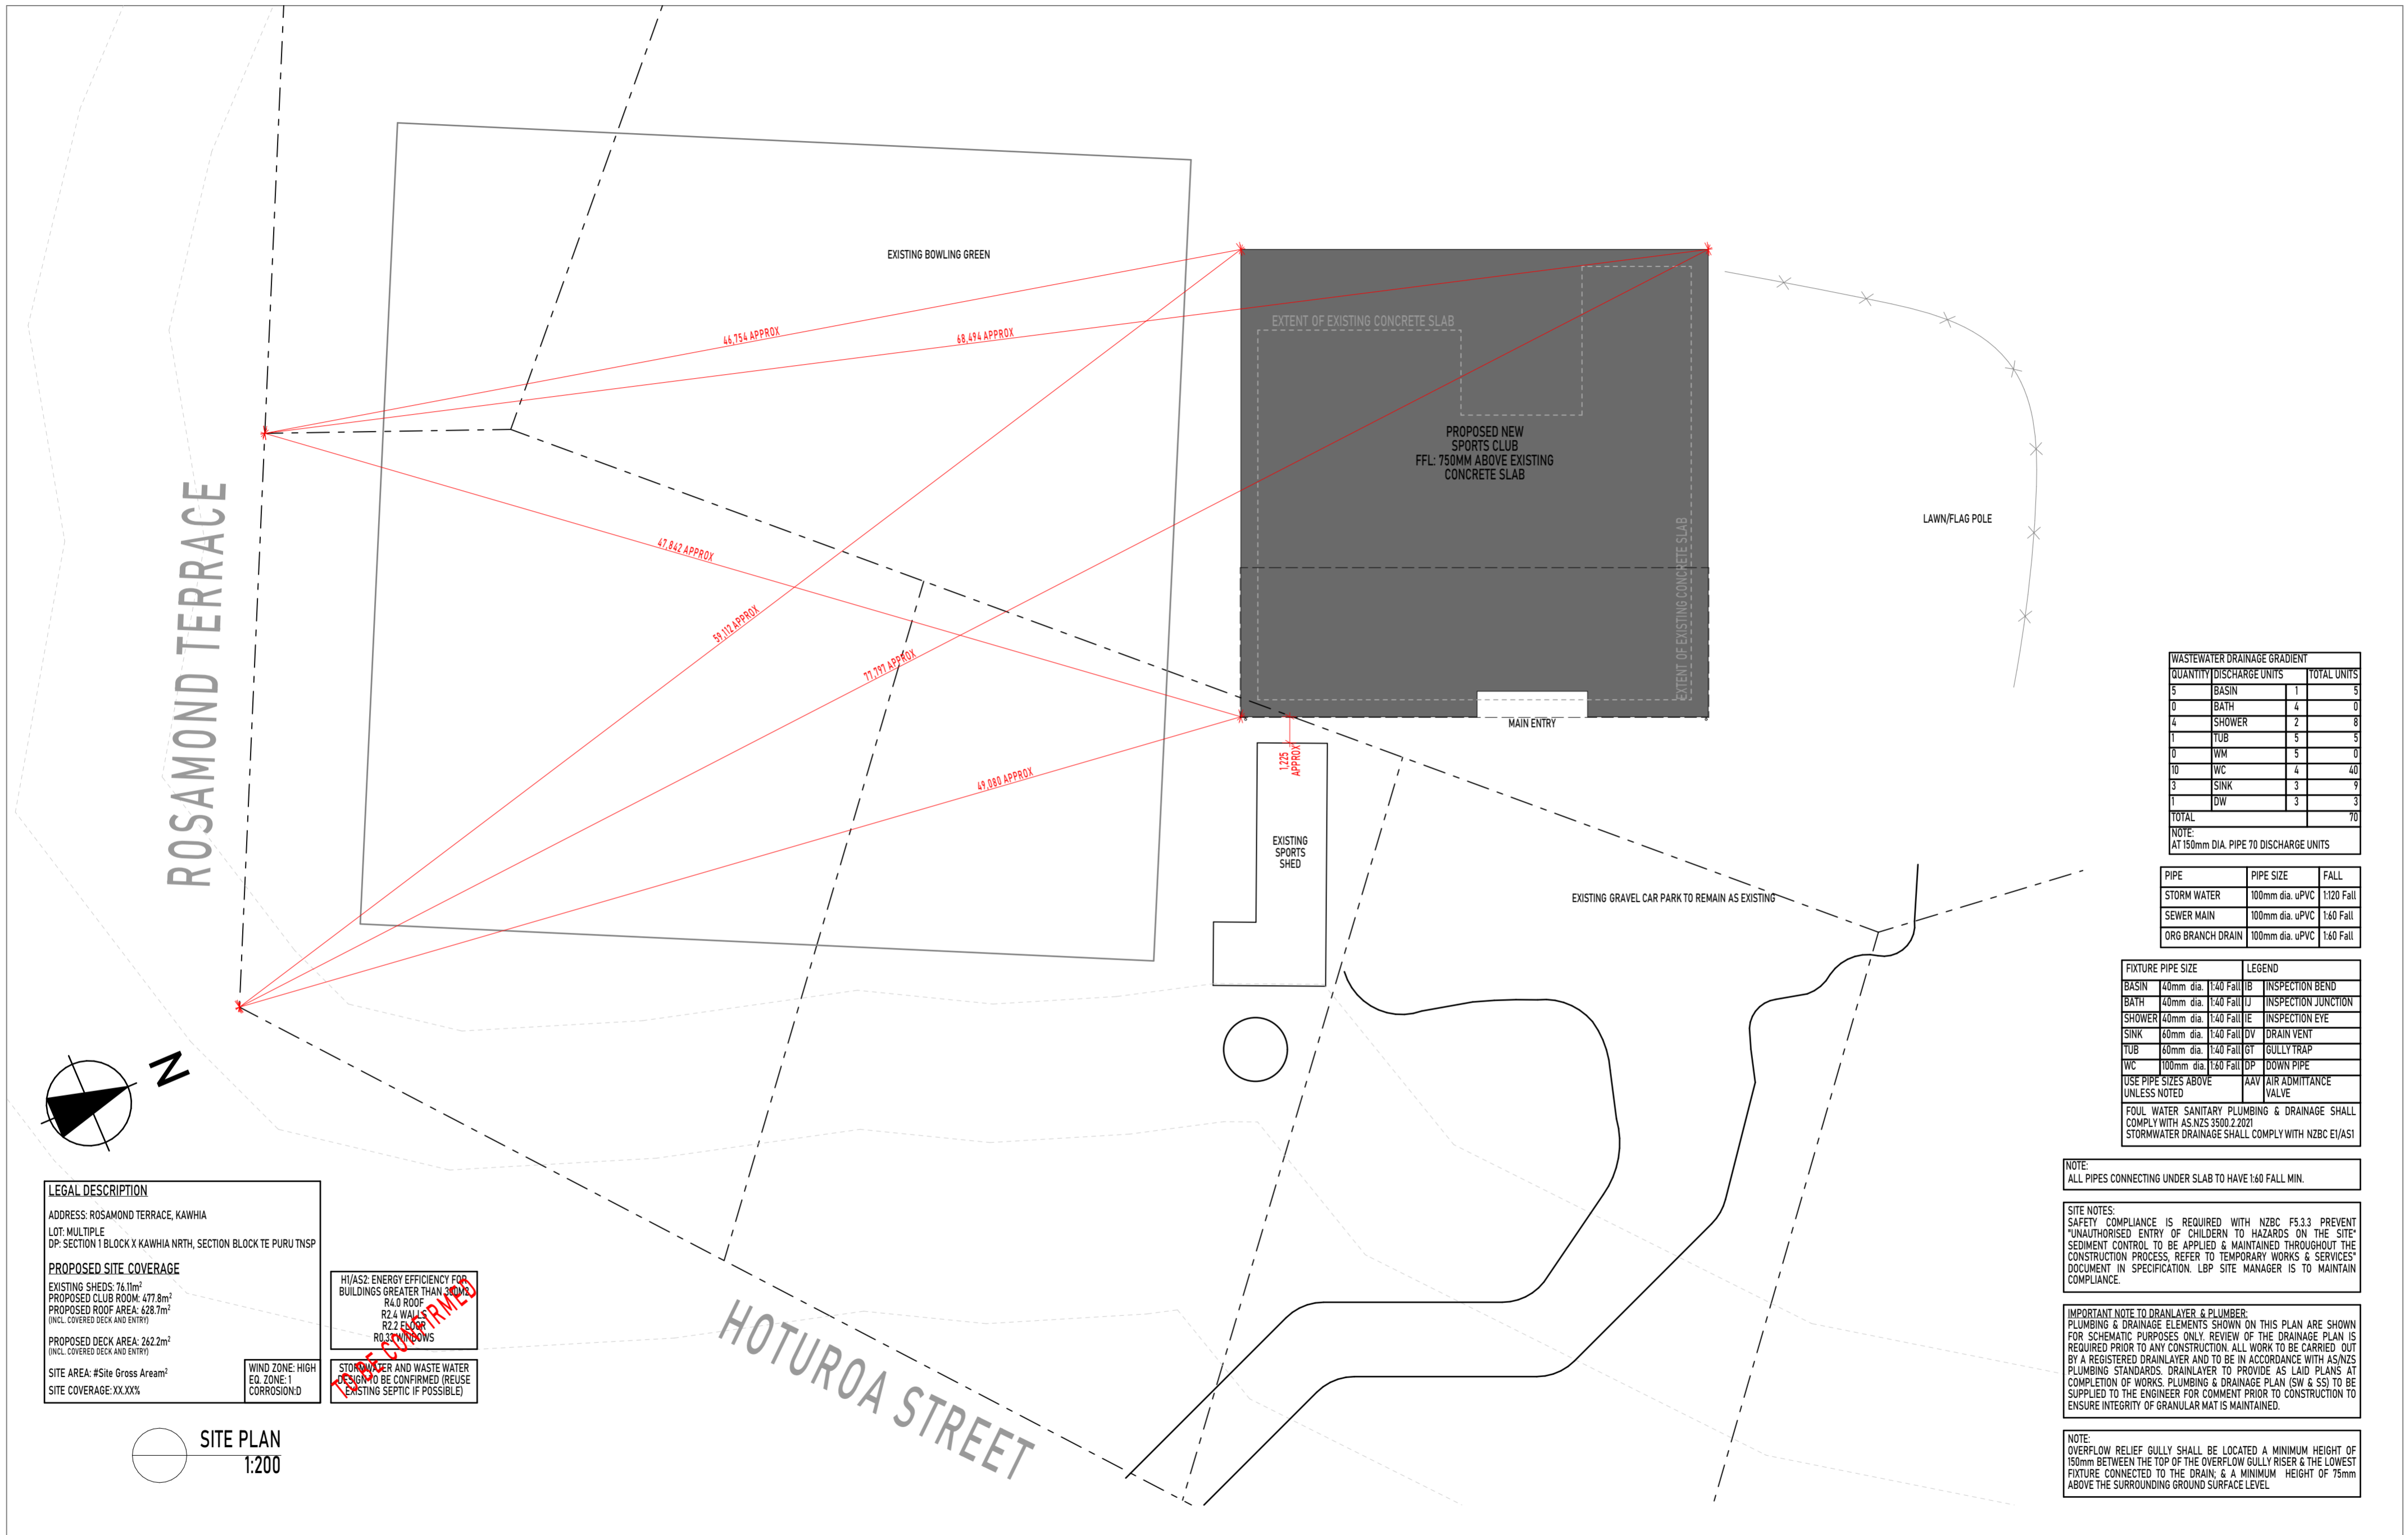 EXISTING BOWLING GREEN
46,754 APPROX
68,494 APPROX
47,842 APPROX
59,112 APPROX
77,797 APPROX
49,080 APPROX
1,225
APPROX
EXTENT OF EXISTING CONCRETE SLAB
PROPOSED NEW
SPORTS CLUB
FFL: 750MM ABOVE EXISTING
CONCRETE SLAB
EXTENT OF EXISTING CONCRETE SLAB
MAIN ENTRY
LAWN/FLAG POLE
EXISTING
SPORTS
SHED
EXISTING GRAVEL CAR PARK TO REMAIN AS EXISTING
ROSAMOND TERRACE
HOTUROA STREET
N
LEGAL DESCRIPTION
ADDRESS: ROSAMOND TERRACE, KAWHIA
LOT: MULTIPLE
DP: SECTION 1 BLOCK X KAWHIA NRTH, SECTION BLOCK TE PURU TNSP
PROPOSED SITE COVERAGE
EXISTING SHEDS: 76.11m²
PROPOSED CLUB ROOM: 477.8m²
PROPOSED ROOF AREA: 628.7m²
(INCL. COVERED DECK AND ENTRY)
PROPOSED DECK AREA: 262.2m²
(INCL. COVERED DECK AND ENTRY)
SITE AREA: #Site Gross Aream²
SITE COVERAGE: XX.XX%
WIND ZONE: HIGH
EQ. ZONE: 1
CORROSION:D
H1/AS2: ENERGY EFFICIENCY FOR
BUILDINGS GREATER THAN 300M2
R4.0 ROOF
R2.4 WALLS
R2.2 FLOOR
R0.33 WINDOWS
STORMWATER AND WASTE WATER
DESIGN TO BE CONFIRMED (REUSE
EXISTING SEPTIC IF POSSIBLE)
TO BE CONFIRMED
SITE PLAN
1:200
WASTEWATER DRAINAGE GRADIENT
QUANTITY DISCHARGE UNITS TOTAL UNITS
5 BASIN 1 5
0 BATH 4 0
4 SHOWER 2 8
1 TUB 5 5
0 WM 5 0
10 WC 4 40
3 SINK 3 9
1 DW 3 3
TOTAL 70
NOTE:
AT 150mm DIA. PIPE 70 DISCHARGE UNITS
PIPE PIPE SIZE FALL
STORM WATER 100mm dia. uPVC 1:120 Fall
SEWER MAIN 100mm dia. uPVC 1:60 Fall
ORG BRANCH DRAIN 100mm dia. uPVC 1:60 Fall
FIXTURE PIPE SIZE LEGEND
BASIN 40mm dia. 1:40 Fall IB INSPECTION BEND
BATH 40mm dia. 1:40 Fall IJ INSPECTION JUNCTION
SHOWER 40mm dia. 1:40 Fall IE INSPECTION EYE
SINK 60mm dia. 1:40 Fall DV DRAIN VENT
TUB 60mm dia. 1:40 Fall GT GULLY TRAP
WC 100mm dia. 1:60 Fall DP DOWN PIPE
USE PIPE SIZES ABOVE AAV AIR ADMITTANCE
UNLESS NOTED VALVE
FOUL WATER SANITARY PLUMBING & DRAINAGE SHALL
COMPLY WITH AS.NZS 3500.2.2021
STORMWATER DRAINAGE SHALL COMPLY WITH NZBC E1/AS1
NOTE:
ALL PIPES CONNECTING UNDER SLAB TO HAVE 1:60 FALL MIN.
SITE NOTES:
SAFETY COMPLIANCE IS REQUIRED WITH NZBC F5.3.3 PREVENT
"UNAUTHORISED ENTRY OF CHILDERN TO HAZARDS ON THE SITE"
SEDIMENT CONTROL TO BE APPLIED & MAINTAINED THROUGHOUT THE
CONSTRUCTION PROCESS, REFER TO TEMPORARY WORKS & SERVICES"
DOCUMENT IN SPECIFICATION. LBP SITE MANAGER IS TO MAINTAIN
COMPLIANCE.
IMPORTANT NOTE TO DRANLAYER & PLUMBER:
PLUMBING & DRAINAGE ELEMENTS SHOWN ON THIS PLAN ARE SHOWN
FOR SCHEMATIC PURPOSES ONLY. REVIEW OF THE DRAINAGE PLAN IS
REQUIRED PRIOR TO ANY CONSTRUCTION. ALL WORK TO BE CARRIED OUT
BY A REGISTERED DRAINLAYER AND TO BE IN ACCORDANCE WITH AS/NZS
PLUMBING STANDARDS. DRAINLAYER TO PROVIDE AS LAID PLANS AT
COMPLETION OF WORKS. PLUMBING & DRAINAGE PLAN (SW & SS) TO BE
SUPPLIED TO THE ENGINEER FOR COMMENT PRIOR TO CONSTRUCTION TO
ENSURE INTEGRITY OF GRANULAR MAT IS MAINTAINED.
NOTE:
OVERFLOW RELIEF GULLY SHALL BE LOCATED A MINIMUM HEIGHT OF
150mm BETWEEN THE TOP OF THE OVERFLOW GULLY RISER & THE LOWEST
FIXTURE CONNECTED TO THE DRAIN; & A MINIMUM HEIGHT OF 75mm
ABOVE THE SURROUNDING GROUND SURFACE LEVEL